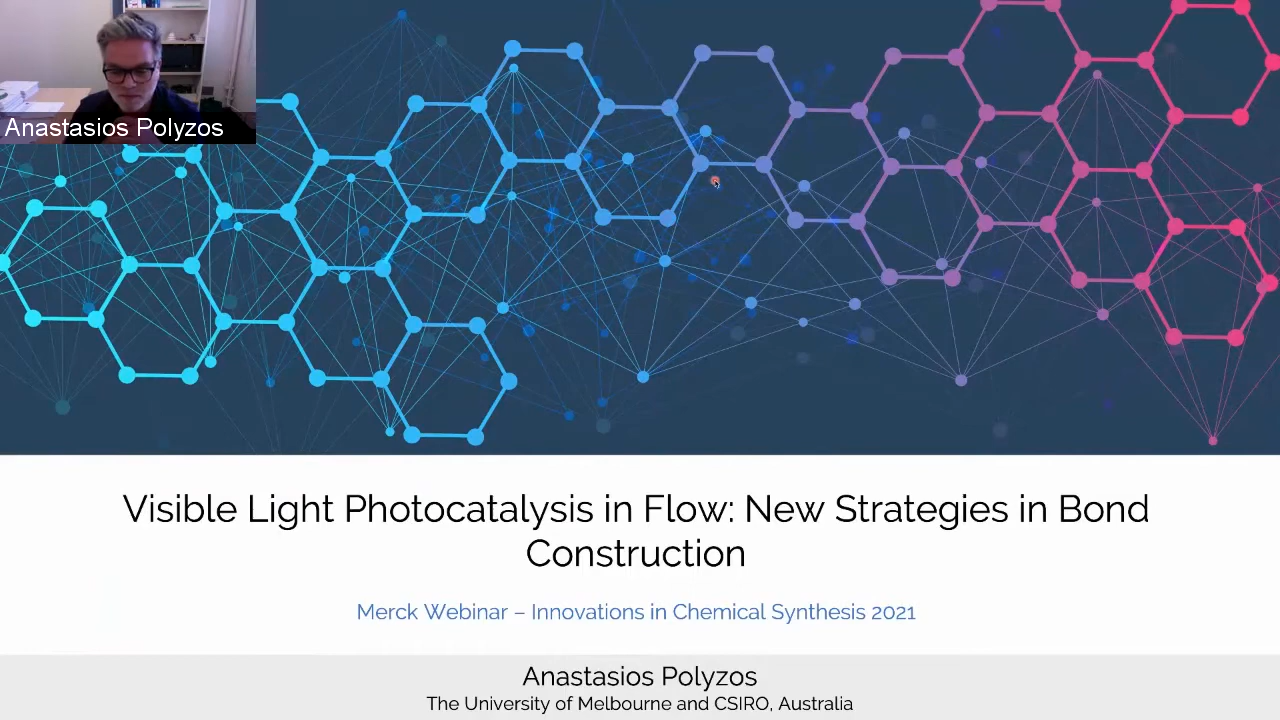 Anastasios Polyzos
Visible Light Photocatalysis in Flow: New Strategies in Bond
Construction
Merck Webinar – Innovations in Chemical Synthesis 2021
Anastasios Polyzos
The University of Melbourne and CSIRO, Australia